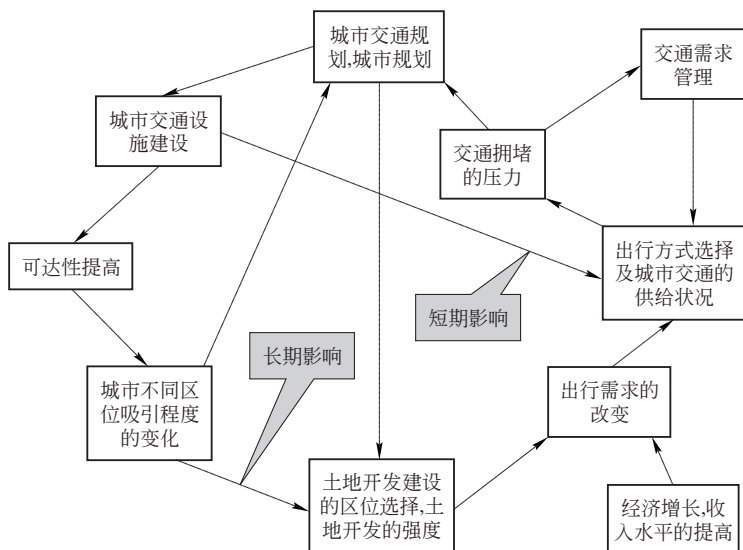 城市交通规
划,城市规划
交通需求
管理
城市交通设
施建设
交通拥堵
的压力
可达性提高
出行方式选择
及城市交通的
供给状况
短期影响
长期影响
城市不同区
位吸引程度
的变化
出行需求的
改变
土地开发建设
的区位选择,土
地开发的强度
经济增长,收
入水平的提高